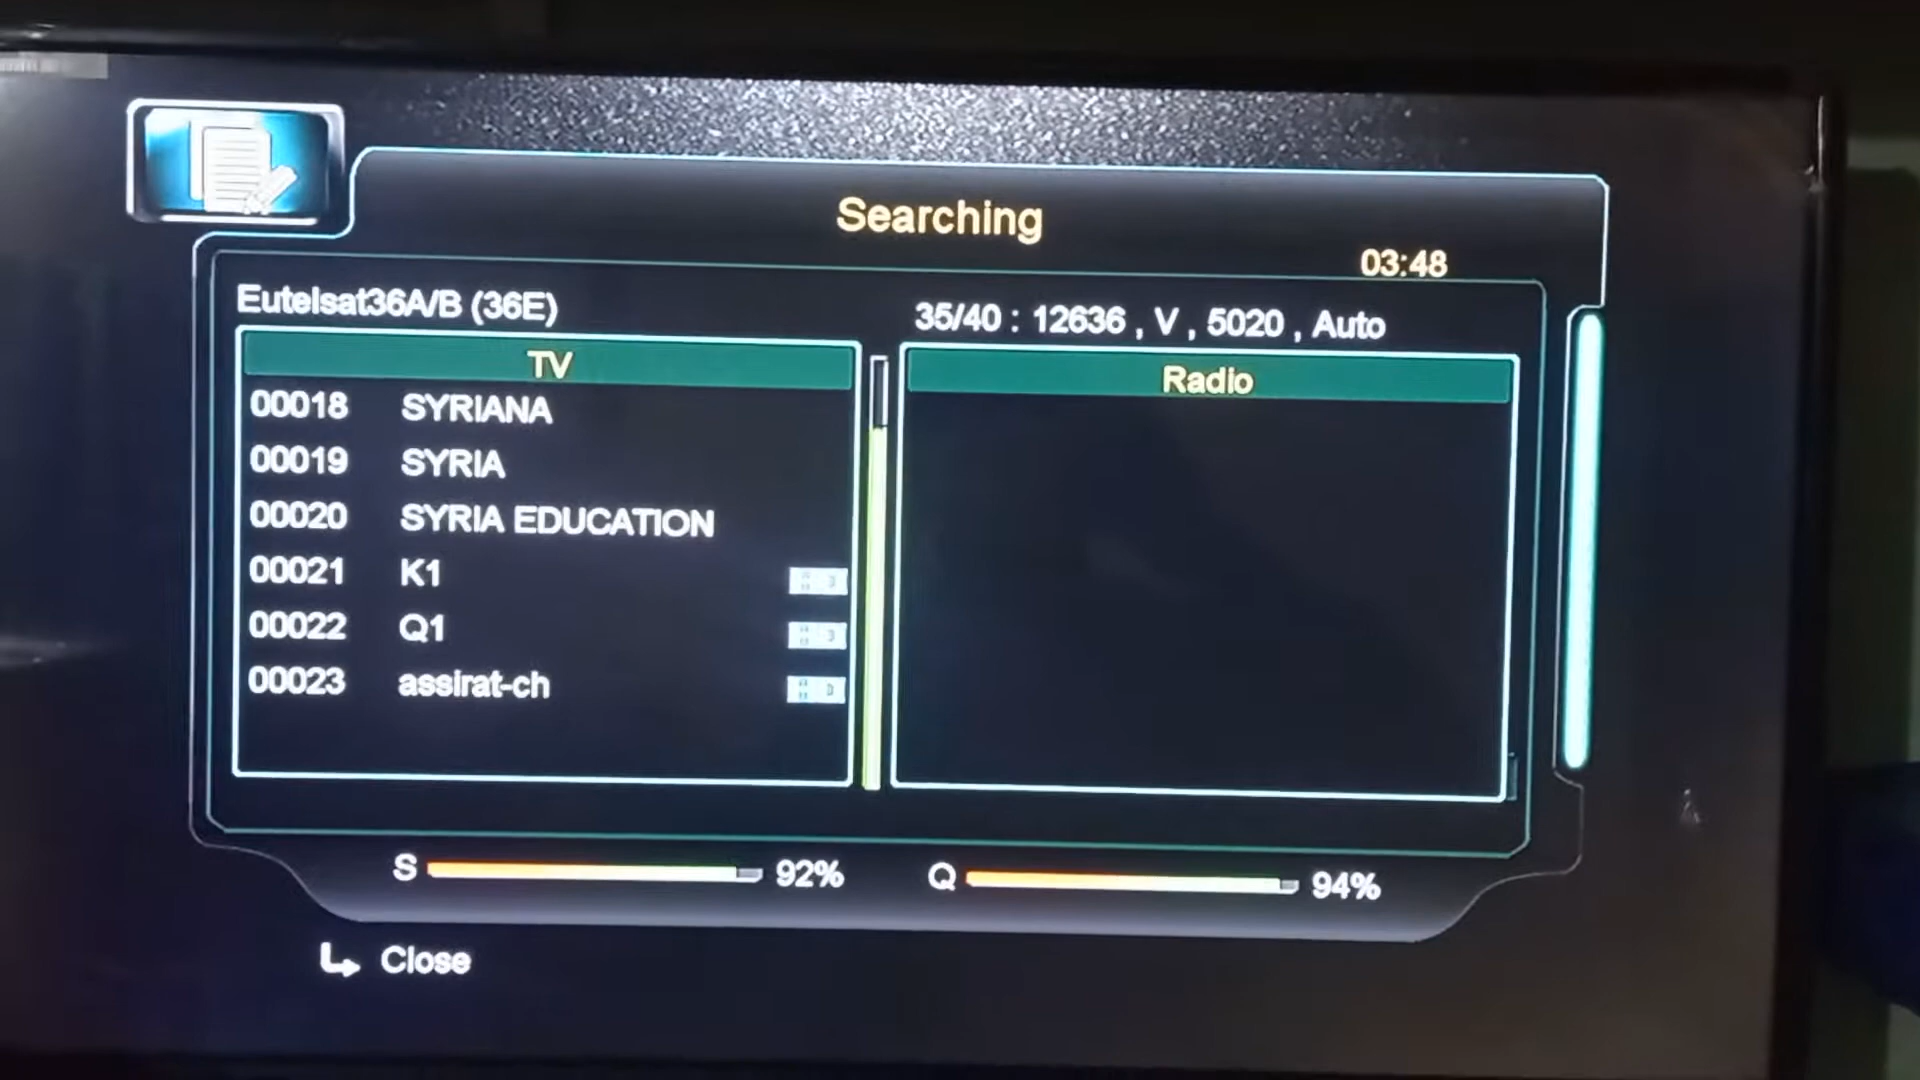 Searching
03:48
Eutelsat36A/B (36E)
35/40 : 12636 , V , 5020 , Auto
TV
00018 SYRIANA
00019 SYRIA
00020 SYRIA EDUCATION
00021 K1
00022 Q1
00023 assirat-ch
Radio
S 92%
Q 94%
Close